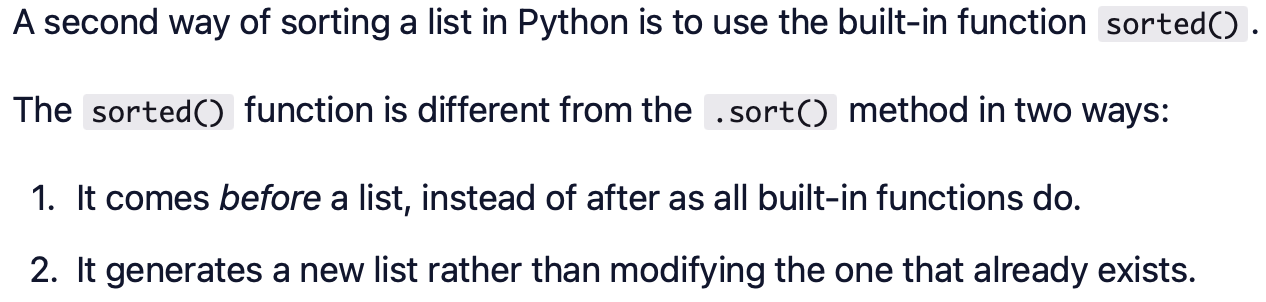 A second way of sorting a list in Python is to use the built-in function sorted().
The sorted() function is different from the .sort() method in two ways:
1. It comes before a list, instead of after as all built-in functions do.
2. It generates a new list rather than modifying the one that already exists.